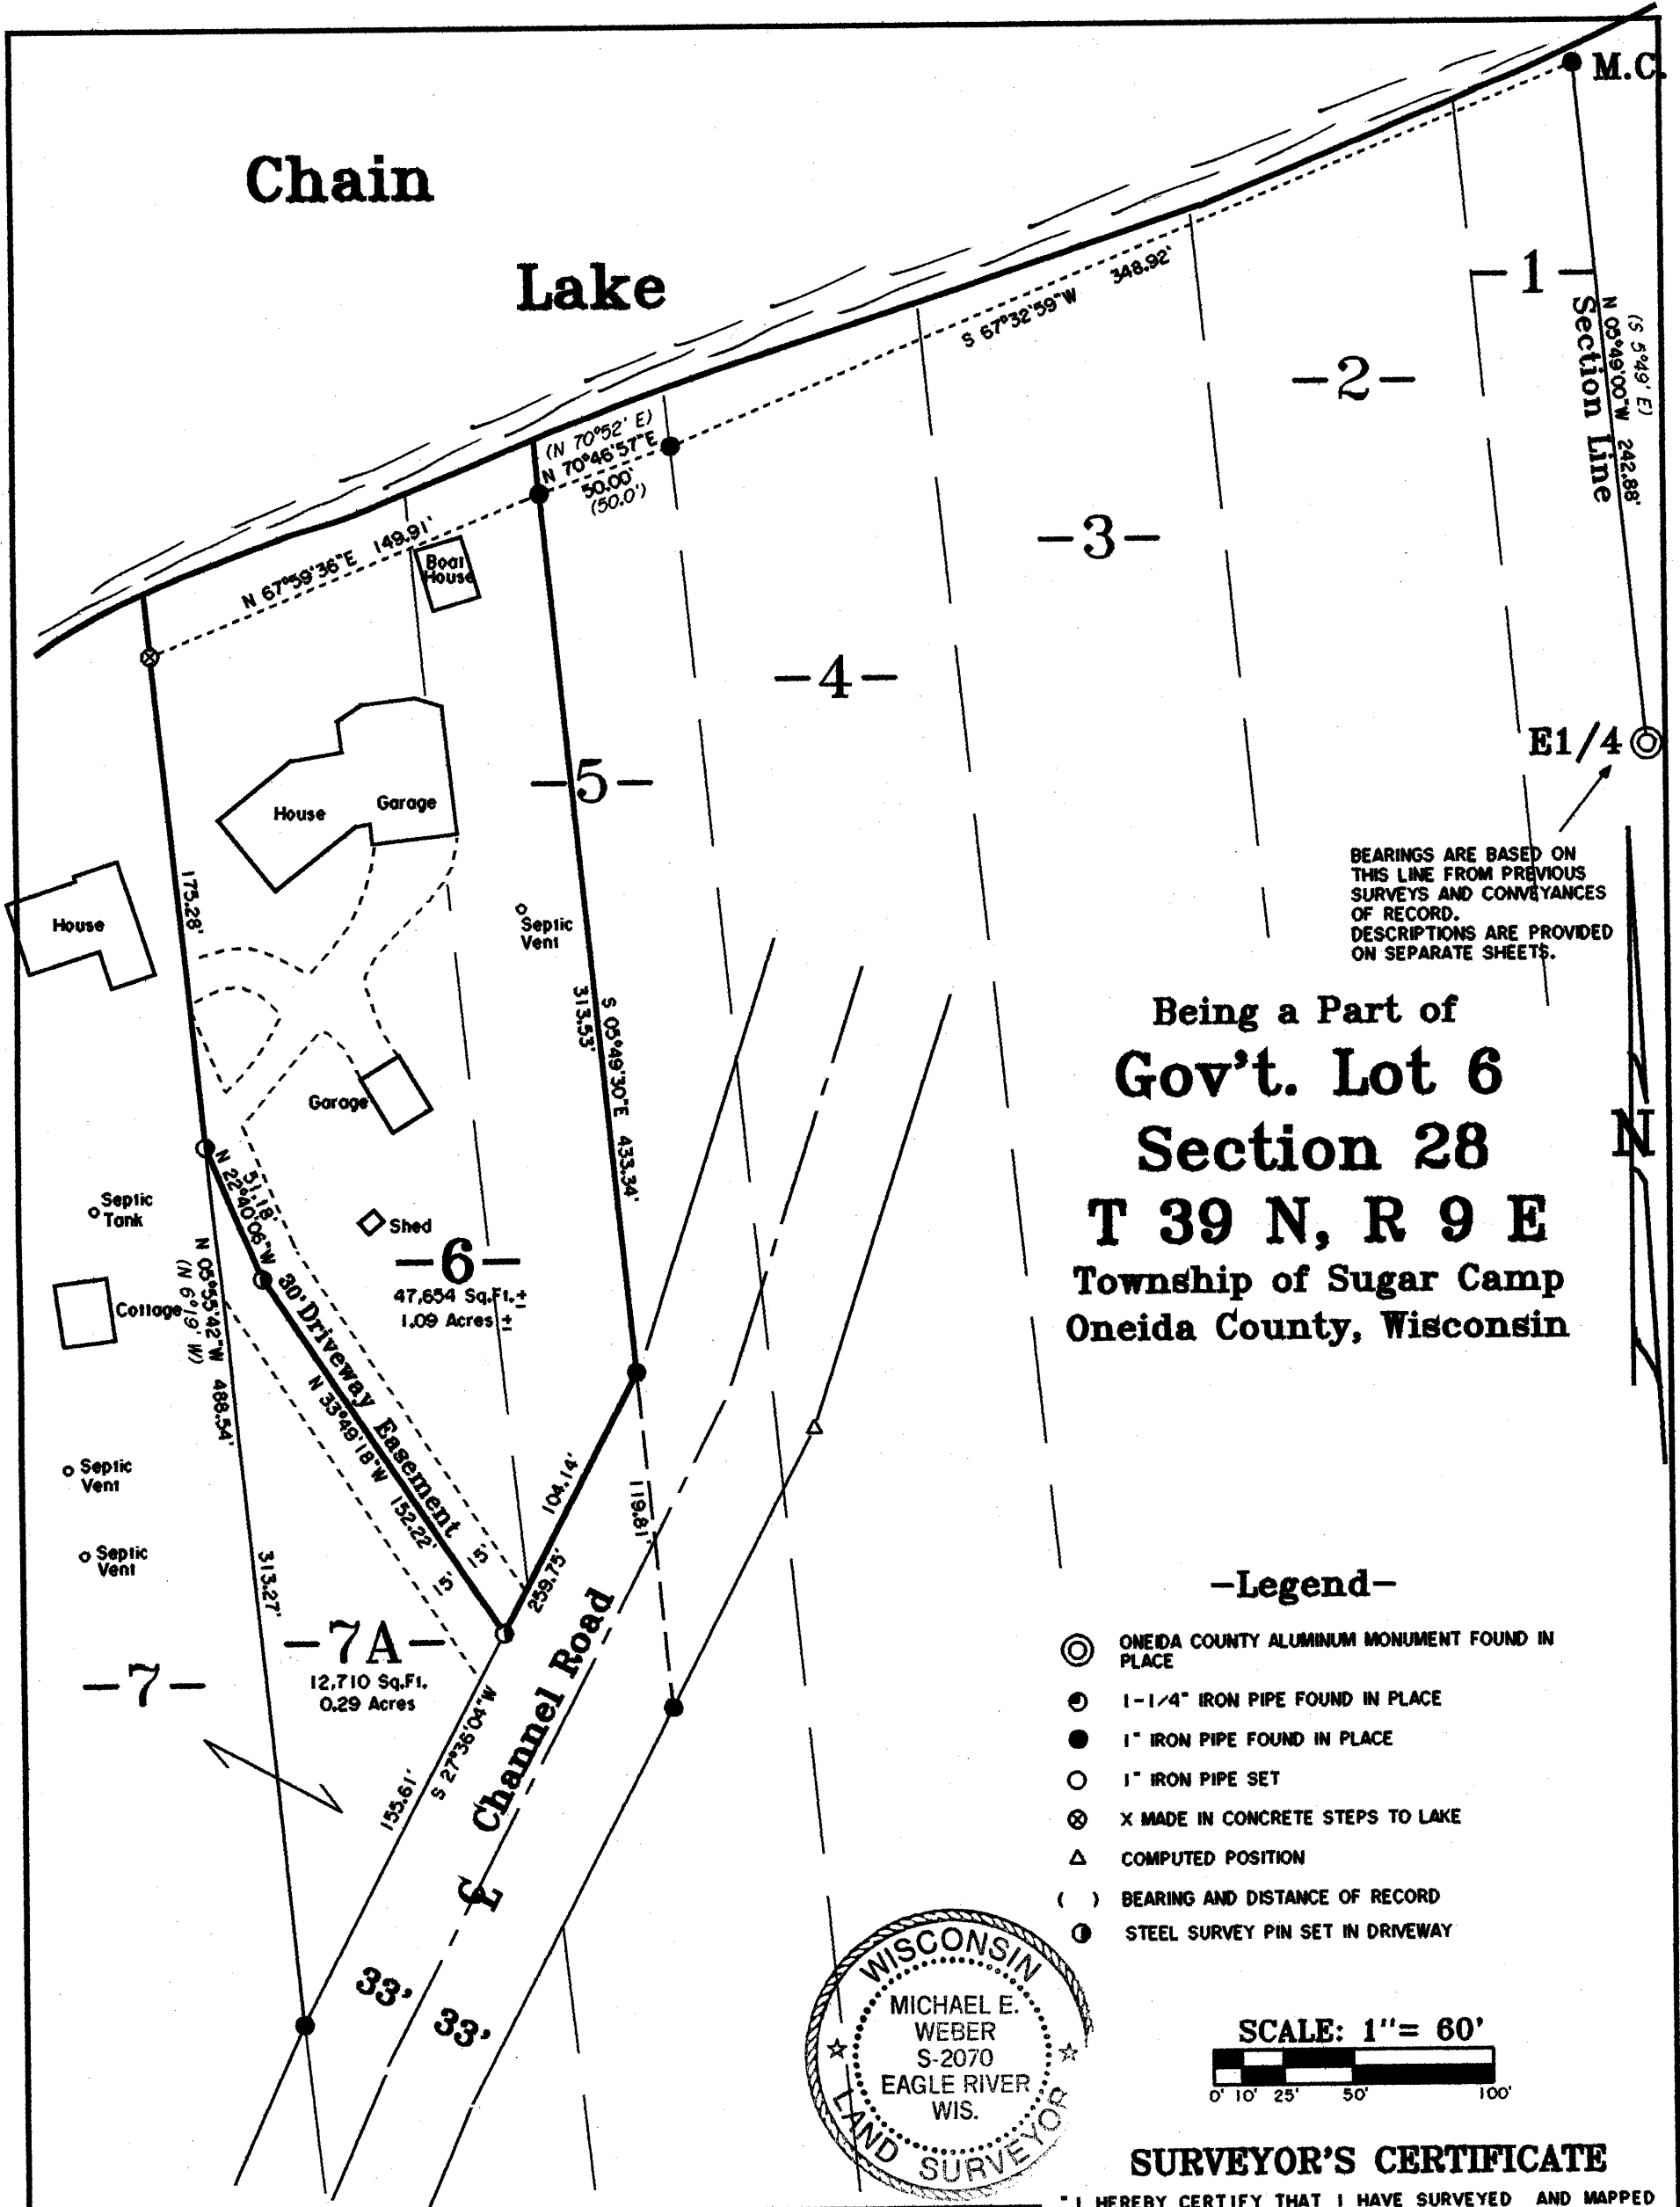 M.C.
Chain
Lake
348.92'
S 67°32'59"W
-1-
(S 5°49' E)
N 05°49'00"W 242.88'
Section Line
-2-
(N 70°52' E)
N 70°46'57"E
50.00'
(50.0')
-3-
N 67°59'36"E 149.91'
Boat
House
-4-
E1/4
-5-
House
Garage
BEARINGS ARE BASED ON
THIS LINE FROM PREVIOUS
SURVEYS AND CONVEYANCES
OF RECORD.
DESCRIPTIONS ARE PROVIDED
ON SEPARATE SHEETS.
175.28'
House
Septic
Vent
313.53'
S 05°49'30"E 433.34'
Being a Part of
Gov't. Lot 6
Section 28
T 39 N, R 9 E
Township of Sugar Camp
Oneida County, Wisconsin
N
Garage
51.18'
N 22°40'06"W
Septic
Tank
Shed
-6-
47,654 Sq.Ft.±
1.09 Acres ±
Cottage
N 05°55'42"W 488.54'
(N 6°19' W)
30' Driveway Easement
N 33°49'18"W 152.22'
15'
15'
104.14'
119.81'
259.75'
Septic
Vent
Septic
Vent
313.27'
-7A-
12,710 Sq.Ft.
0.29 Acres
-7-
Channel Road
S 27°36'04"W
155.61'
CL
33'
33'
-Legend-
ONEIDA COUNTY ALUMINUM MONUMENT FOUND IN
PLACE
1-1/4" IRON PIPE FOUND IN PLACE
1" IRON PIPE FOUND IN PLACE
1" IRON PIPE SET
X MADE IN CONCRETE STEPS TO LAKE
COMPUTED POSITION
( ) BEARING AND DISTANCE OF RECORD
STEEL SURVEY PIN SET IN DRIVEWAY
WISCONSIN
MICHAEL E.
WEBER
S-2070
EAGLE RIVER
WIS.
LAND SURVEYOR
SCALE: 1"= 60'
0' 10' 25' 50' 100'
SURVEYOR'S CERTIFICATE
"I HEREBY CERTIFY THAT I HAVE SURVEYED AND MAPPED